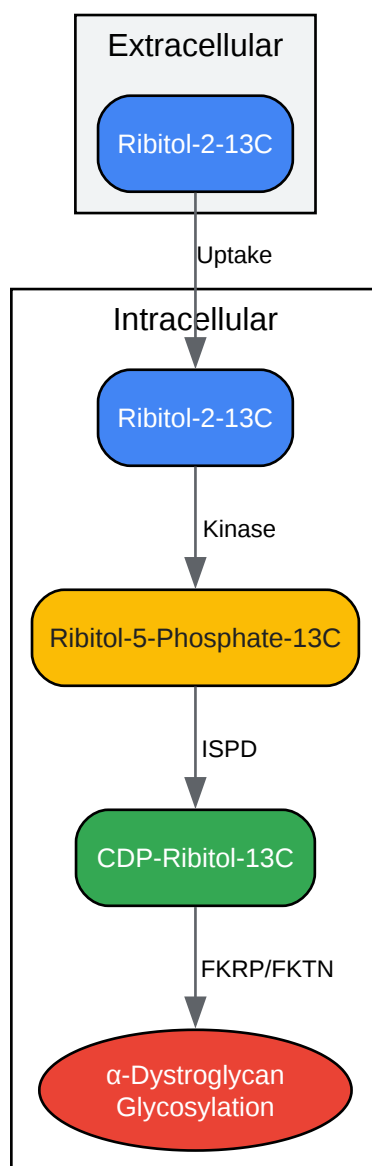 Extracellular
Ribitol-2-13C
Uptake
Intracellular
Ribitol-2-13C
Kinase
Ribitol-5-Phosphate-13C
ISPD
CDP-Ribitol-13C
FKRP/FKTN
α-Dystroglycan
Glycosylation